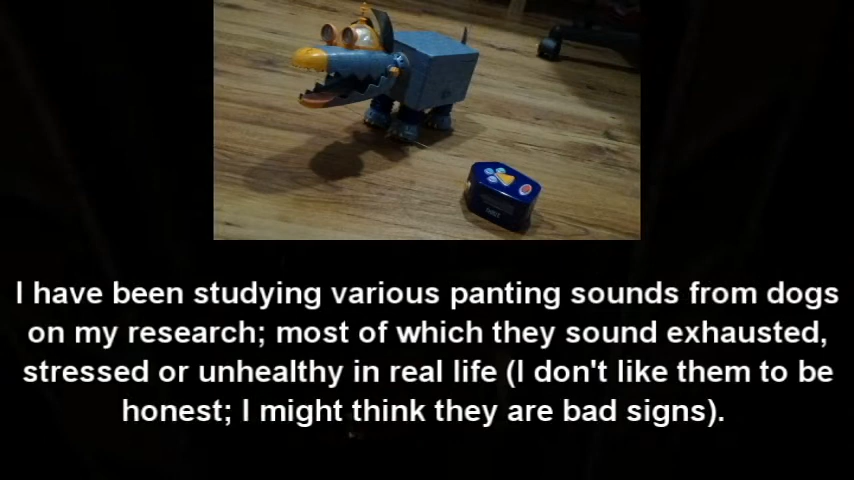 I have been studying various panting sounds from dogs
on my research; most of which they sound exhausted,
stressed or unhealthy in real life (I don't like them to be
honest; I might think they are bad signs).